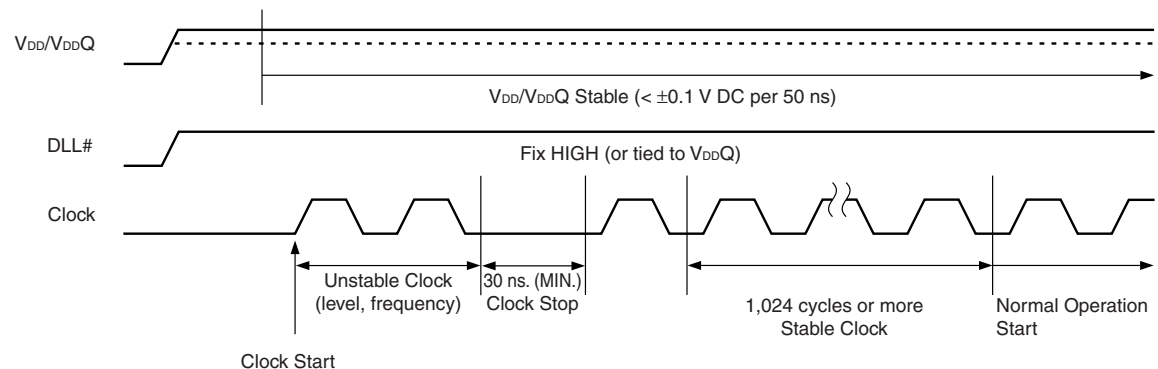 VDD/VDDQ
VDD/VDDQ Stable (< ±0.1 V DC per 50 ns)
DLL#
Fix HIGH (or tied to VDDQ)
Clock
Unstable Clock
(level, frequency)
30 ns. (MIN.)
Clock Stop
1,024 cycles or more
Stable Clock
Normal Operation
Start
Clock Start